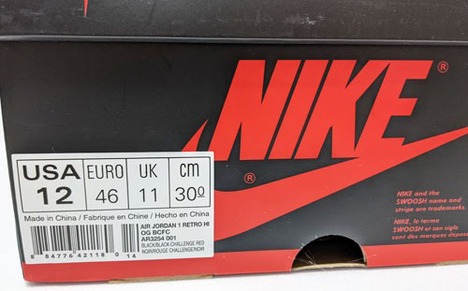 NIKE ®
®
USA EURO UK cm
12 46 11 30º
Made in China / Fabrique en Chine / Hecho en China
AIR JORDAN 1 RETRO HI
OG BCFC
AR3254 001
BLACK/BLACK-CHALLENGE RED
NOIR/ROUGE CHALLENGE/NOIR
8 84776 42118 0 14
NIKE and the
SWOOSH name and
stripe are trademarks.
NIKE, le terme
SWOOSH et son sigle
sont des marques depose